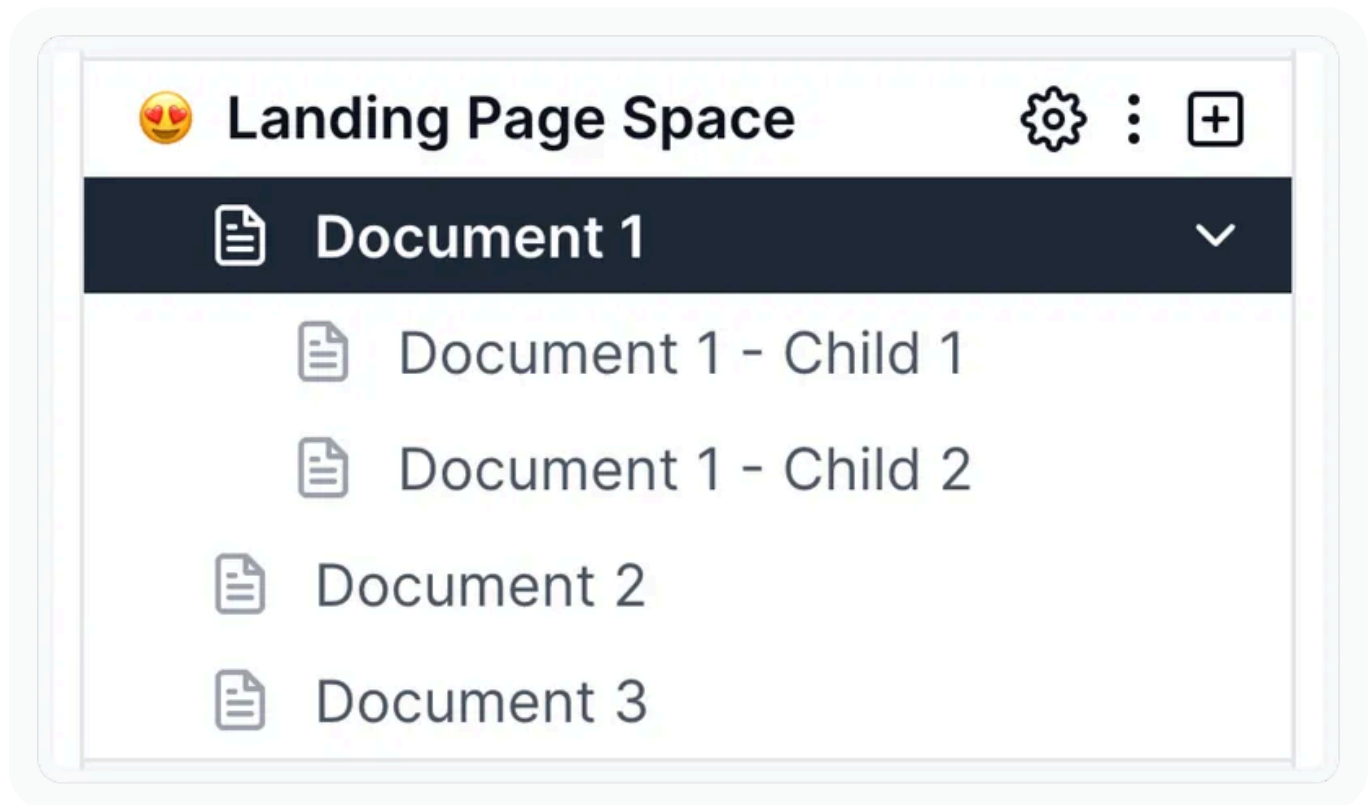 Landing Page Space
Document 1
Document 1 - Child 1
Document 1 - Child 2
Document 2
Document 3